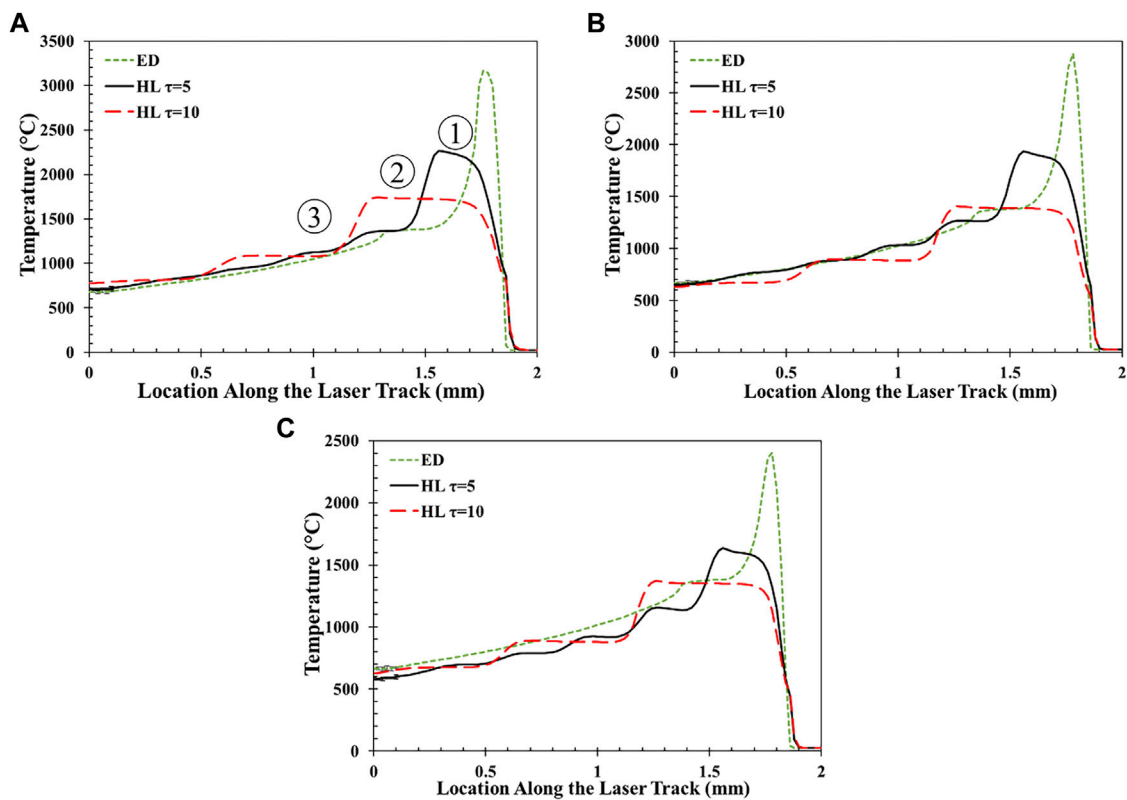 A
3500
3000
2500
2000
1500
1000
500
0
Temperature (°C)
ED
HL τ=5
HL τ=10
1
2
3
0
0.5
1
1.5
2
Location Along the Laser Track (mm)
B
3000
2500
2000
1500
1000
500
0
Temperature (°C)
ED
HL τ=5
HL τ=10
0
0.5
1
1.5
2
Location Along the Laser Track (mm)
C
2500
2000
1500
1000
500
0
Temperature (°C)
ED
HL τ=5
HL τ=10
0
0.5
1
1.5
2
Location Along the Laser Track (mm)